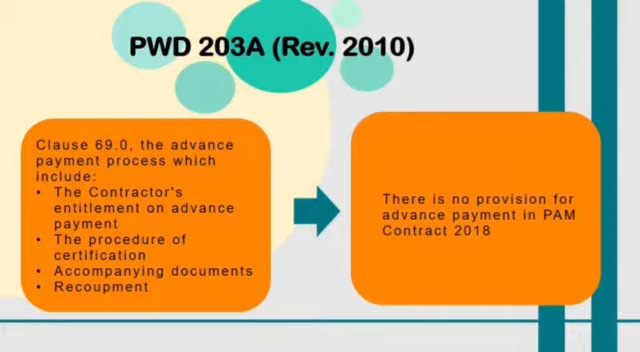 PWD 203A (Rev. 2010)
Clause 69.0, the advance
payment process which
include:
• The Contractor's
entitlement on advance
payment
• The procedure of
certification
• Accompanying documents
• Recoupment
There is no provision for
advance payment in PAM
Contract 2018